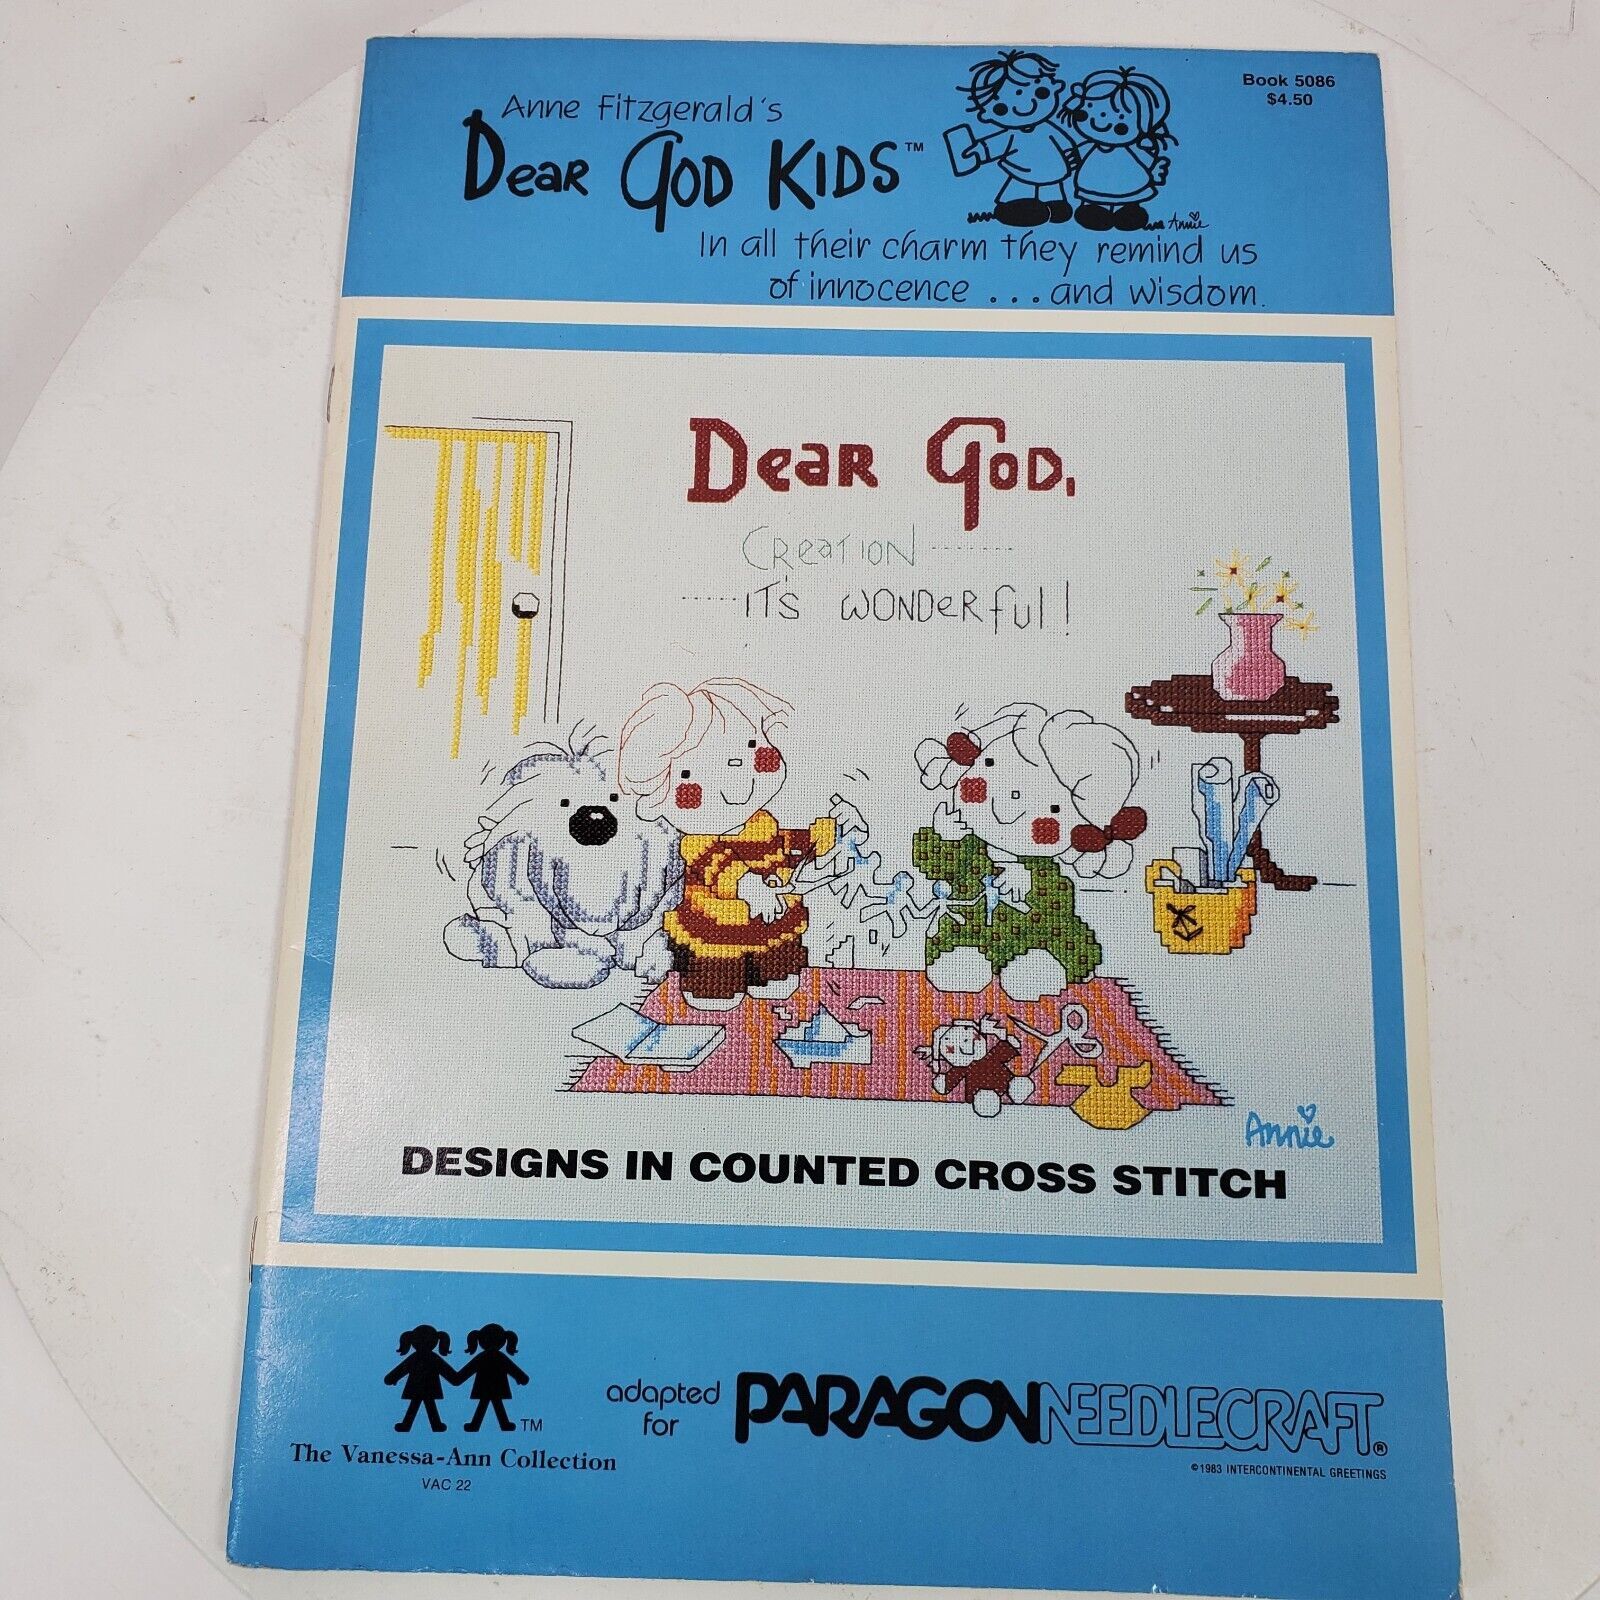 Book 5086
$4.50
Anne Fitzgerald's
Dear God Kids™
Annie
In all their charm they remind us
of innocence ... and wisdom.
Dear God,
Creation -------
-----It's wonderful!
Annie
DESIGNS IN COUNTED CROSS STITCH
TM
The Vanessa-Ann Collection
VAC 22
adapted
for
PARAGON NEEDLECRAFT®
©1983 INTERCONTINENTAL GREETINGS